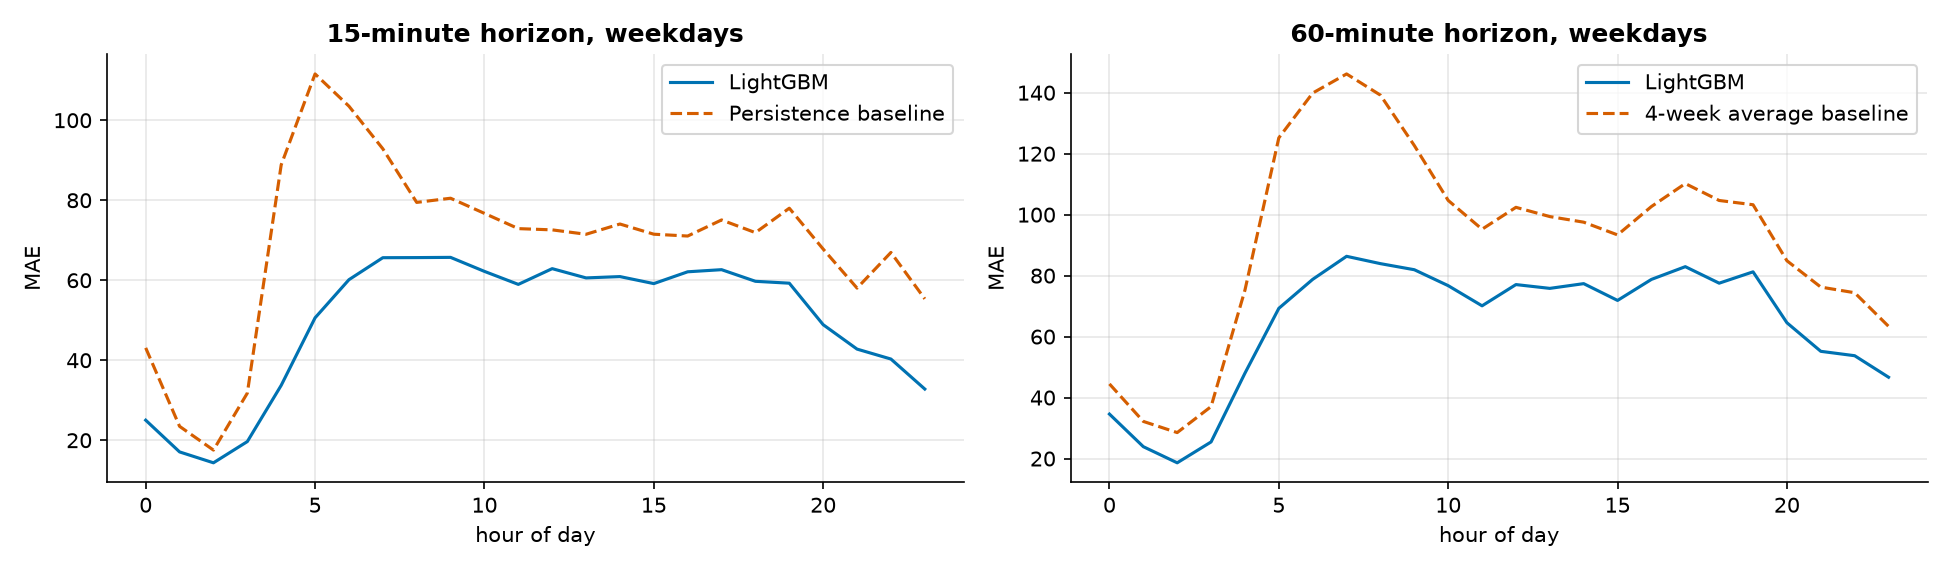 15-minute horizon, weekdays
LightGBM
Persistence baseline
MAE
100
80
60
40
20
0 5 10 15 20
hour of day
60-minute horizon, weekdays
LightGBM
4-week average baseline
MAE
140
120
100
80
60
40
20
0 5 10 15 20
hour of day